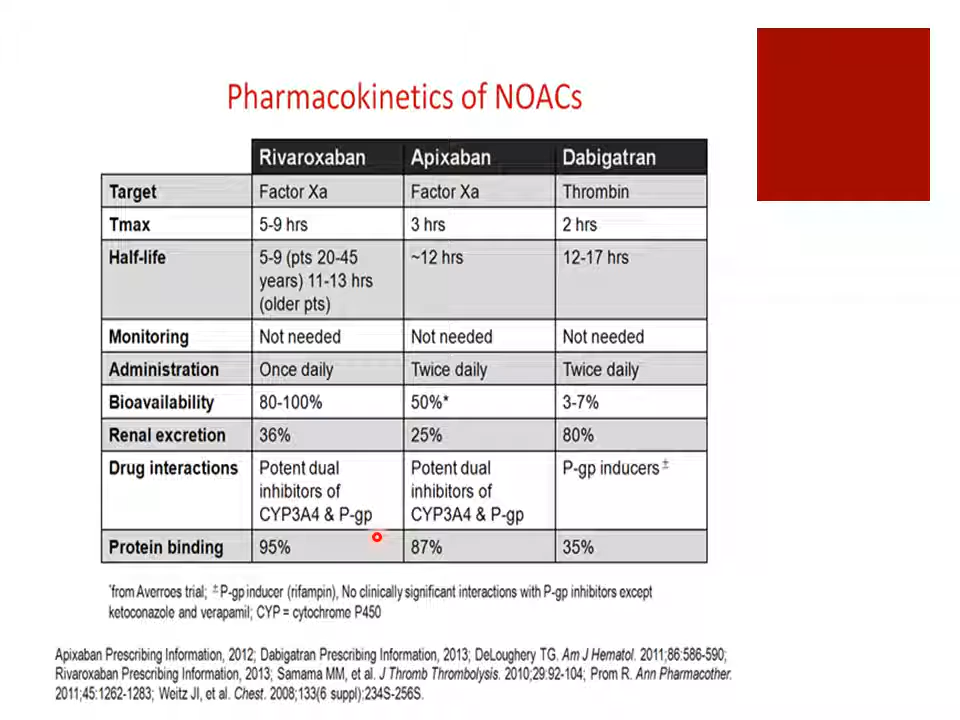 Pharmacokinetics of NOACs
Rivaroxaban Apixaban Dabigatran
Target Factor Xa Factor Xa Thrombin
Tmax 5-9 hrs 3 hrs 2 hrs
Half-life 5-9 (pts 20-45 ~12 hrs 12-17 hrs
years) 11-13 hrs
(older pts)
Monitoring Not needed Not needed Not needed
Administration Once daily Twice daily Twice daily
Bioavailability 80-100% 50%* 3-7%
Renal excretion 36% 25% 80%
Drug interactions Potent dual Potent dual P-gp inducers±
inhibitors of inhibitors of
CYP3A4 & P-gp CYP3A4 & P-gp
Protein binding 95% 87% 35%
*from Averroes trial; ±P-gp inducer (rifampin), No clinically significant interactions with P-gp inhibitors except
ketoconazole and verapamil; CYP = cytochrome P450
Apixaban Prescribing Information, 2012; Dabigatran Prescribing Information, 2013; DeLoughery TG. Am J Hematol. 2011;86:586-590;
Rivaroxaban Prescribing Information, 2013; Samama MM, et al. J Thromb Thrombolysis. 2010;29:92-104; Prom R. Ann Pharmacother.
2011;45:1262-1283; Weitz JI, et al. Chest. 2008;133(6 suppl):234S-256S.